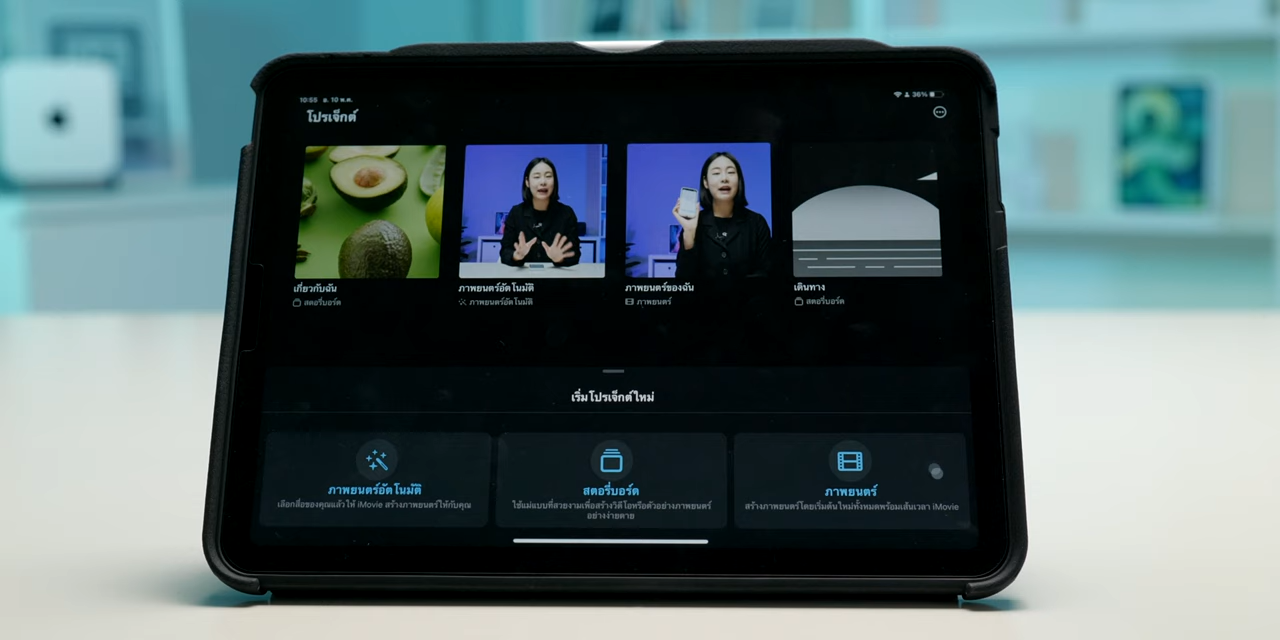 10:55 อ. 10 พ.ค.
36%
โปรเจ็กต์
เกี่ยวกับฉัน
สตอรี่บอร์ด
ภาพยนตร์อัตโนมัติ
ภาพยนตร์อัตโนมัติ
ภาพยนตร์ของฉัน
ภาพยนตร์
เดินทาง
สตอรี่บอร์ด
เริ่มโปรเจ็กต์ใหม่
ภาพยนตร์อัตโนมัติ
เลือกสื่อของคุณแล้วให้ iMovie สร้างภาพยนตร์ให้กับคุณ
สตอรี่บอร์ด
ใช้แม่แบบที่สวยงามเพื่อสร้างวิดีโอหรือตัวอย่างภาพยนตร์
อย่างง่ายดาย
ภาพยนตร์
สร้างภาพยนตร์โดยเริ่มต้นใหม่ทั้งหมดพร้อมเส้นเวลา iMovie